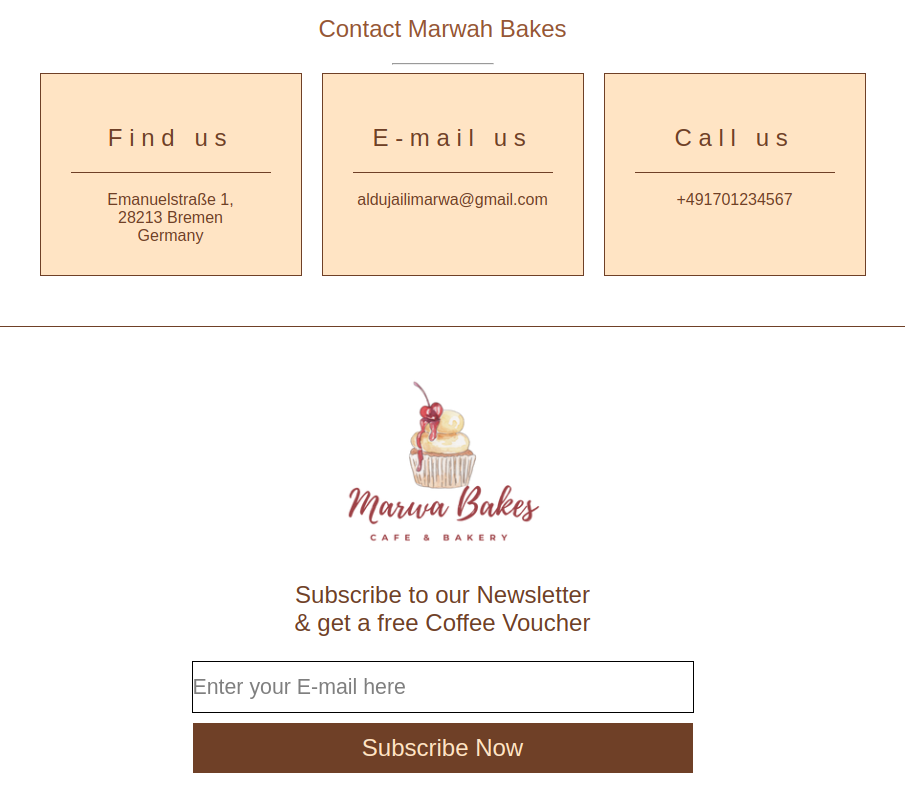 Contact Marwah Bakes
Find us
Emanuelstraße 1,
28213 Bremen
Germany
E-mail us
aldujailimarwa@gmail.com
Call us
+491701234567
Marwa Bakes
CAFE & BAKERY
Subscribe to our Newsletter
& get a free Coffee Voucher
Enter your E-mail here
Subscribe Now